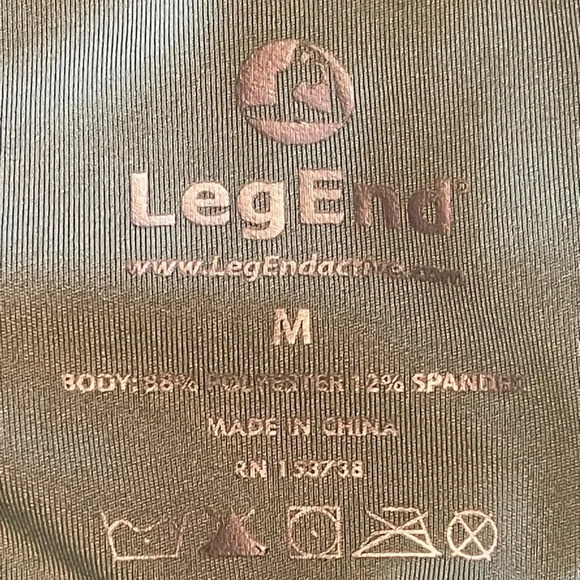 LegEnd®
www.LegEndactive.com
M
BODY: 88% POLYESTER 12% SPANDEX
MADE IN CHINA
RN 153738